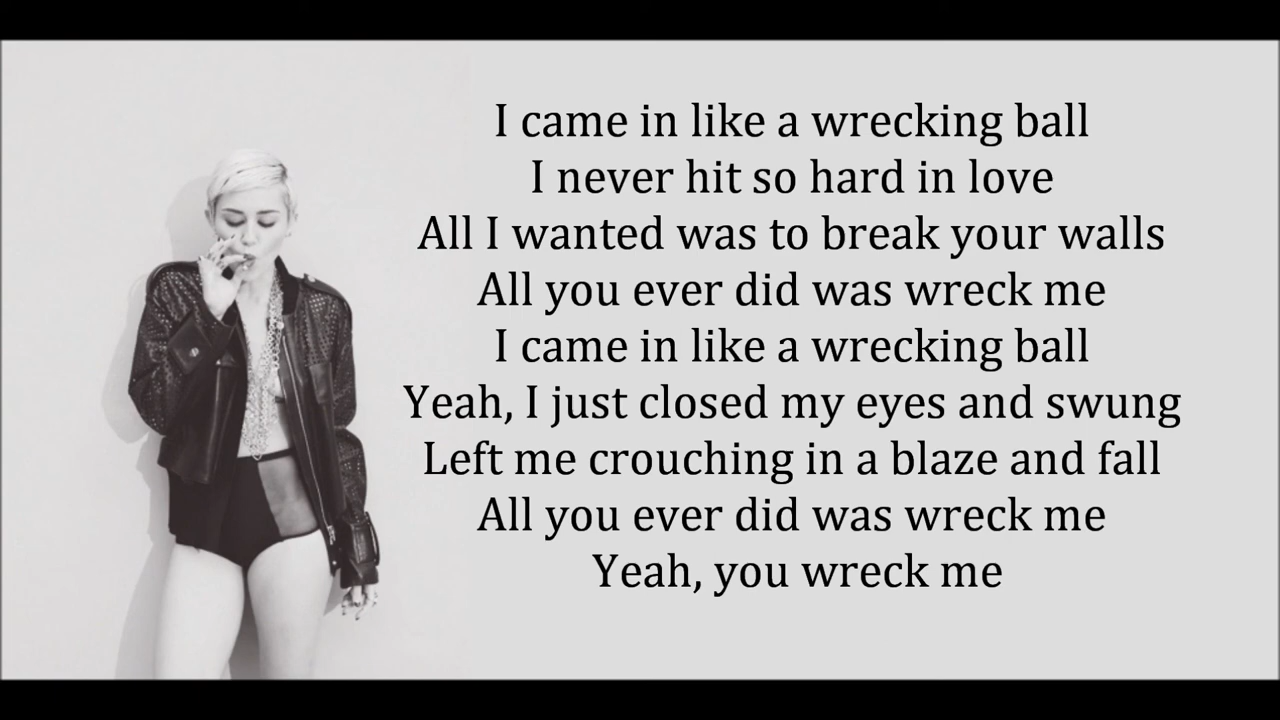 I came in like a wrecking ball
I never hit so hard in love
All I wanted was to break your walls
All you ever did was wreck me
I came in like a wrecking ball
Yeah, I just closed my eyes and swung
Left me crouching in a blaze and fall
All you ever did was wreck me
Yeah, you wreck me